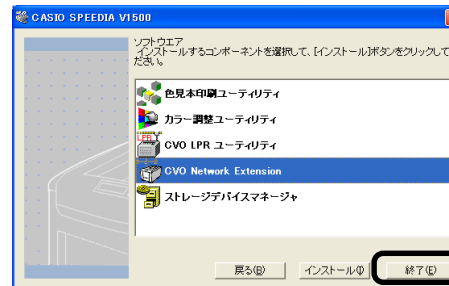 CASIO SPEEDIA V1500
ソフトウエア
インストールするコンポーネントを選択して、[インストール]ボタンをクリックして
ださい。
色見本印刷ユーティリティ
カラー調整ユーティリティ
LPR
CVO LPR ユーティリティ
CVO Network Extension
ストレージデバイスマネージャ
戻る(B) インストール(I) 終了(E)